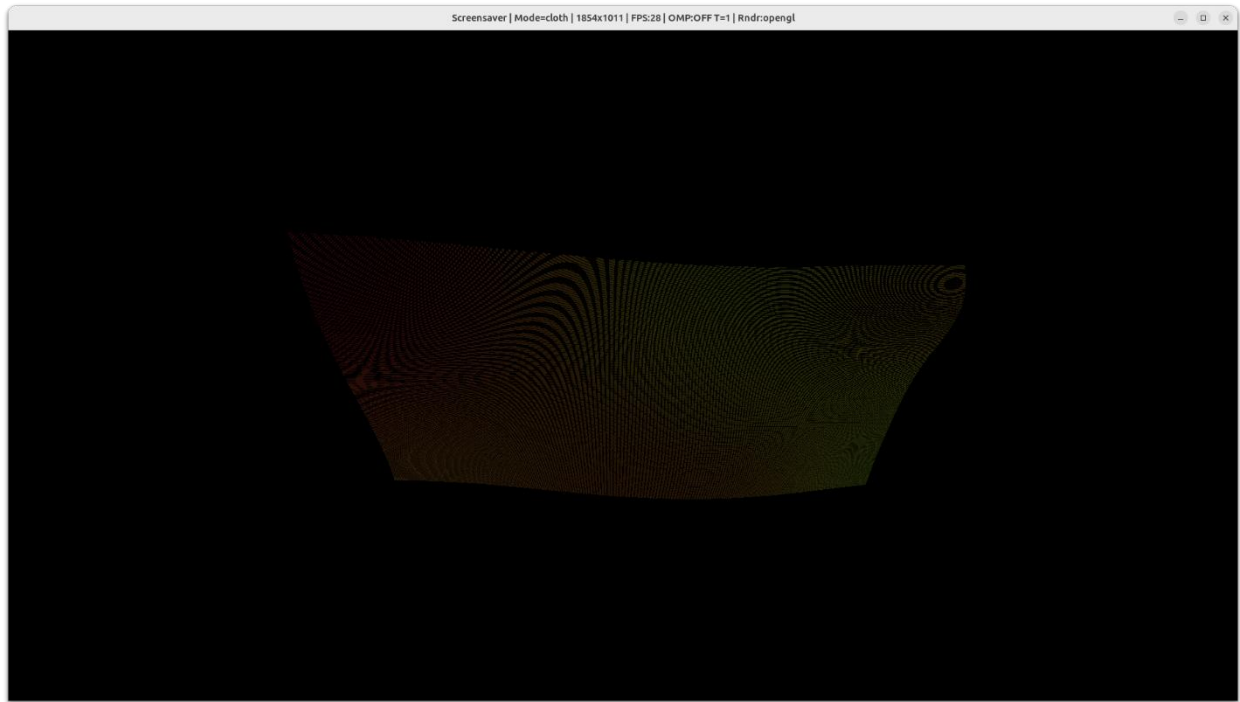 Screensaver | Mode=cloth | 1854x1011 | FPS:28 | OMP:OFF T=1 | Rndr:opengl